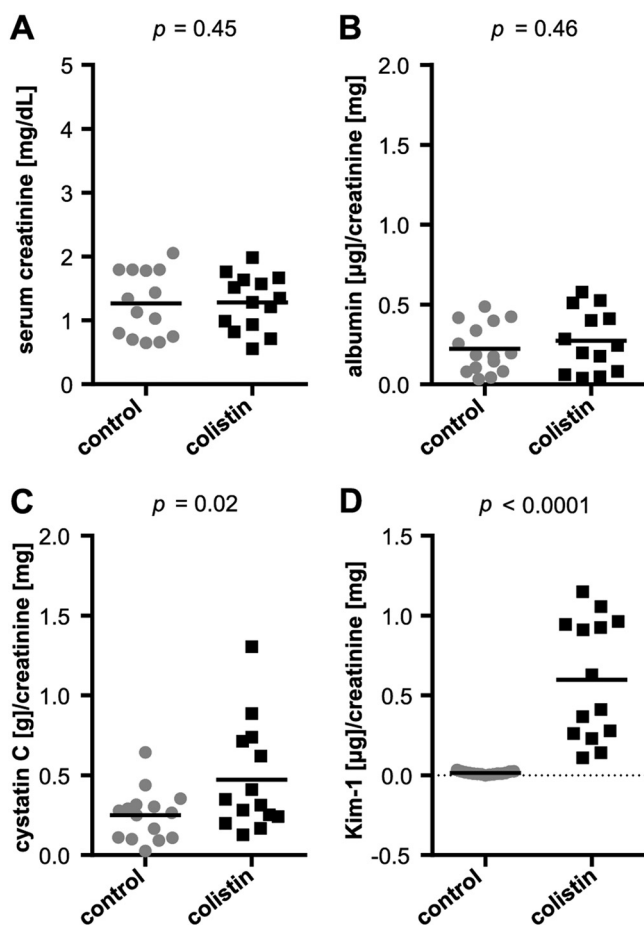 A
p = 0.45
serum creatinine [mg/dL]
5
4
3
2
1
0
control
colistin
B
p = 0.46
albumin [µg]/creatinine [mg]
2.0
1.5
1.0
0.5
0.0
control
colistin
C
p = 0.02
cystatin C [g]/creatinine [mg]
2.0
1.5
1.0
0.5
0.0
control
colistin
D
p < 0.0001
Kim-1 [µg]/creatinine [mg]
1.5
1.0
0.5
0.0
-0.5
control
colistin